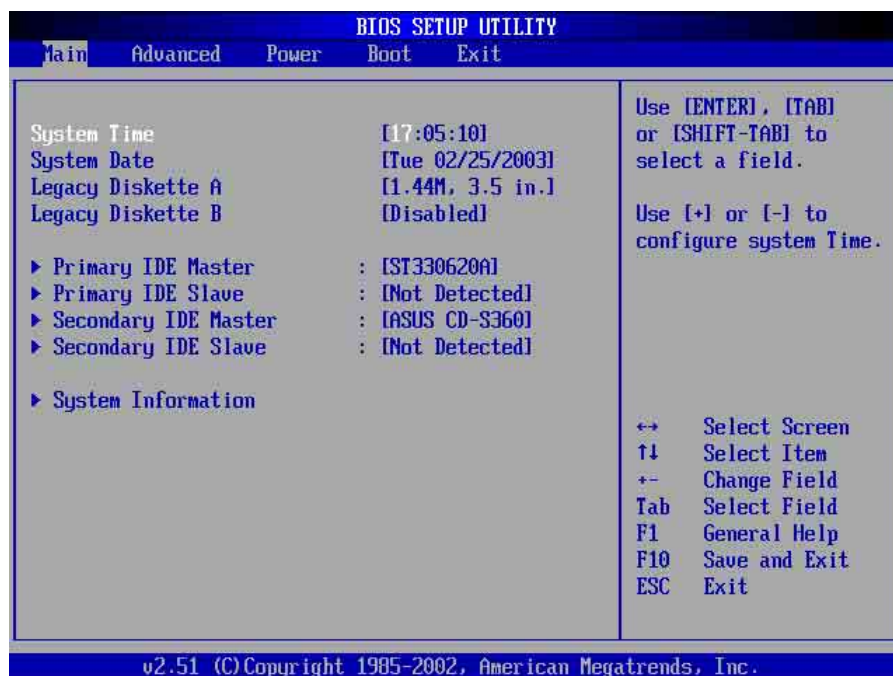 BIOS SETUP UTILITY
Main Advanced Power Boot Exit
System Time [17:05:10]
System Date [Tue 02/25/2003]
Legacy Diskette A [1.44M, 3.5 in.]
Legacy Diskette B [Disabled]
▶ Primary IDE Master : [ST330620A]
▶ Primary IDE Slave : [Not Detected]
▶ Secondary IDE Master : [ASUS CD-S360]
▶ Secondary IDE Slave : [Not Detected]
▶ System Information
Use [ENTER], [TAB]
or [SHIFT-TAB] to
select a field.
Use [+] or [-] to
configure system Time.
↔ Select Screen
↑↓ Select Item
+- Change Field
Tab Select Field
F1 General Help
F10 Save and Exit
ESC Exit
v2.51 (C)Copyright 1985-2002, American Megatrends, Inc.